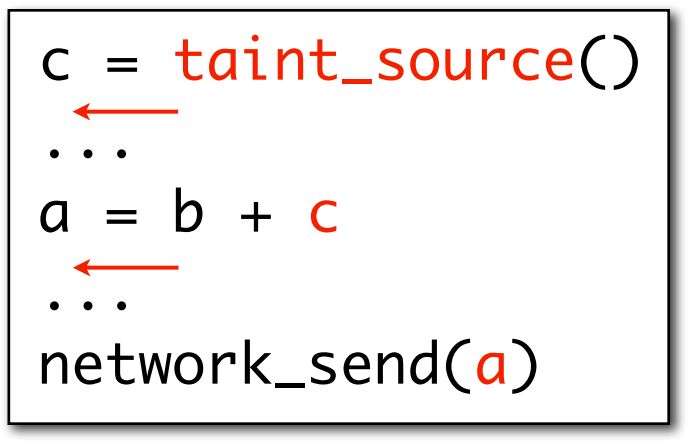 c = taint_source()
...
a = b + c
...
network_send(a)